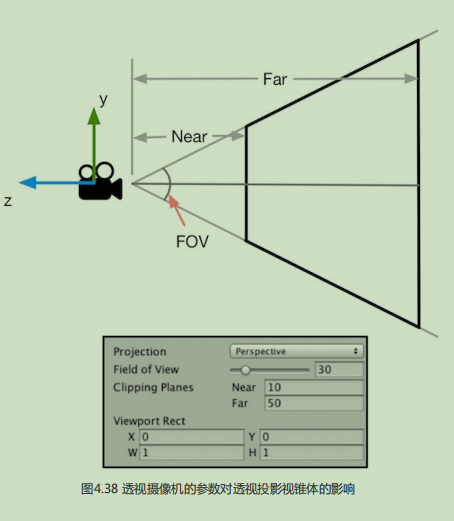 Far
y
Near
z
FOV
Projection Perspective
Field of View 30
Clipping Planes Near 10
Far 50
Viewport Rect
X 0 Y 0
W 1 H 1
图4.38 透视摄像机的参数对透视投影视锥体的影响